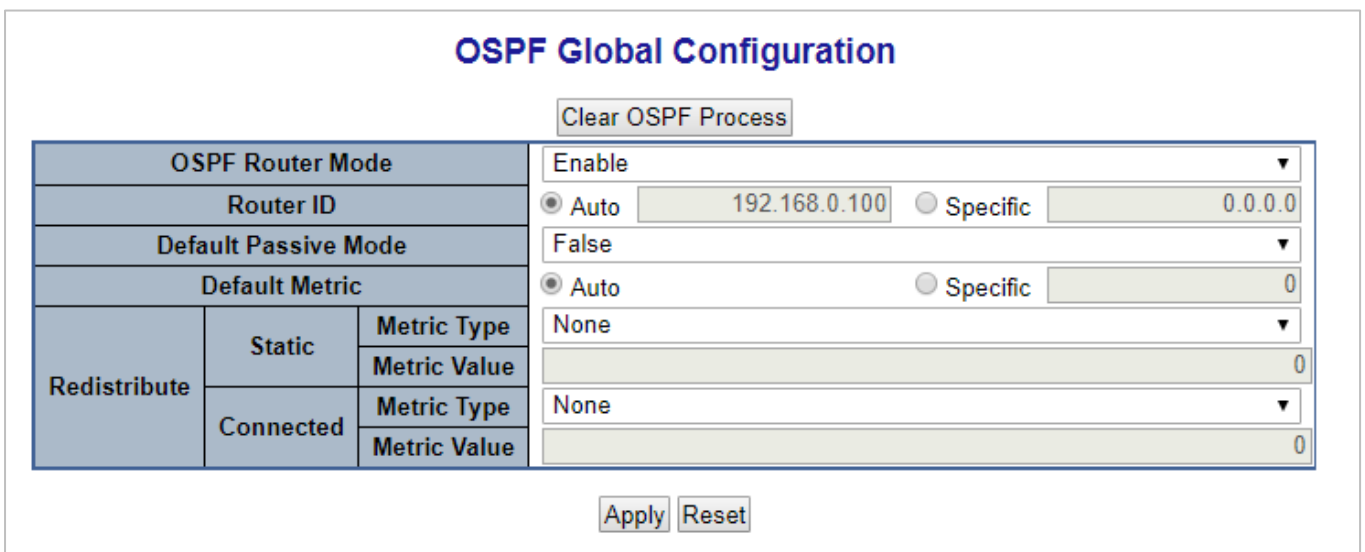 OSPF Global Configuration
Clear OSPF Process
OSPF Router Mode Enable
Router ID Auto 192.168.0.100 Specific 0.0.0.0
Default Passive Mode False
Default Metric Auto Specific 0
Redistribute Static Metric Type None
Metric Value 0
Connected Metric Type None
Metric Value 0
Apply Reset